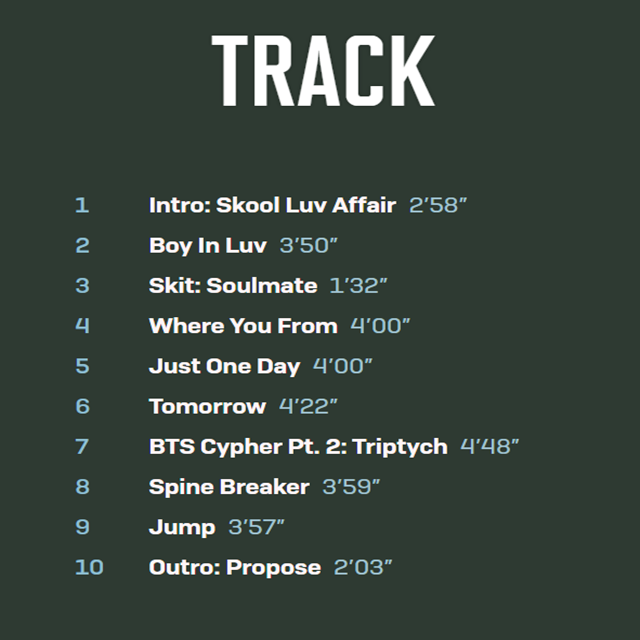 TRACK
1 Intro: Skool Luv Affair 2’58”
2 Boy In Luv 3’50”
3 Skit: Soulmate 1’32”
4 Where You From 4’00”
5 Just One Day 4’00”
6 Tomorrow 4’22”
7 BTS Cypher Pt. 2: Triptych 4’48”
8 Spine Breaker 3’59”
9 Jump 3’57”
10 Outro: Propose 2’03”